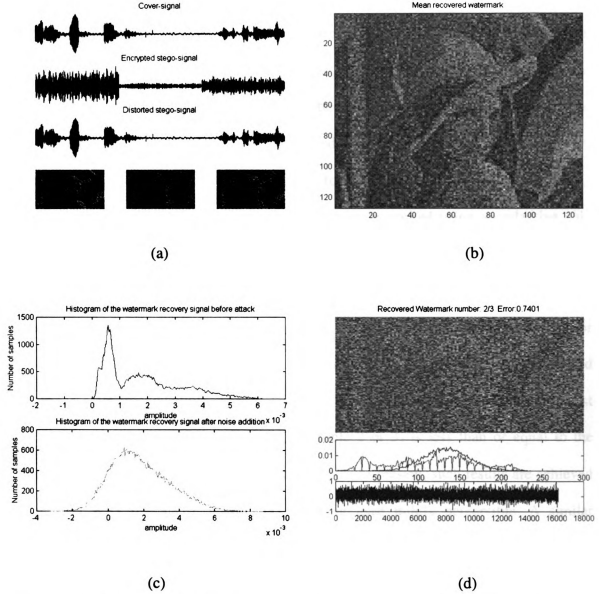 Cover-signal
Encrypted stego-signal
Distorted stego-signal
(a)
Mean recovered watermark
20
40
60
80
100
120
20 40 60 80 100 120
(b)
Histogram of the watermark recovery signal before attack
Number of samples
1500
1000
500
0
-2 -1 0 1 2 3 4 5 6 7
amplitude
x 10⁻³
Histogram of the watermark recovery signal after noise addition
Number of samples
800
600
400
200
0
-4 -2 0 2 4 6 8 10
amplitude
x 10⁻³
(c)
Recovered Watermark number 2/3 Error 0.7401
0.02
0.01
0
0 50 100 150 200 250 300
1
0
-1
0 2000 4000 6000 8000 10000 12000 14000 16000 18000
(d)